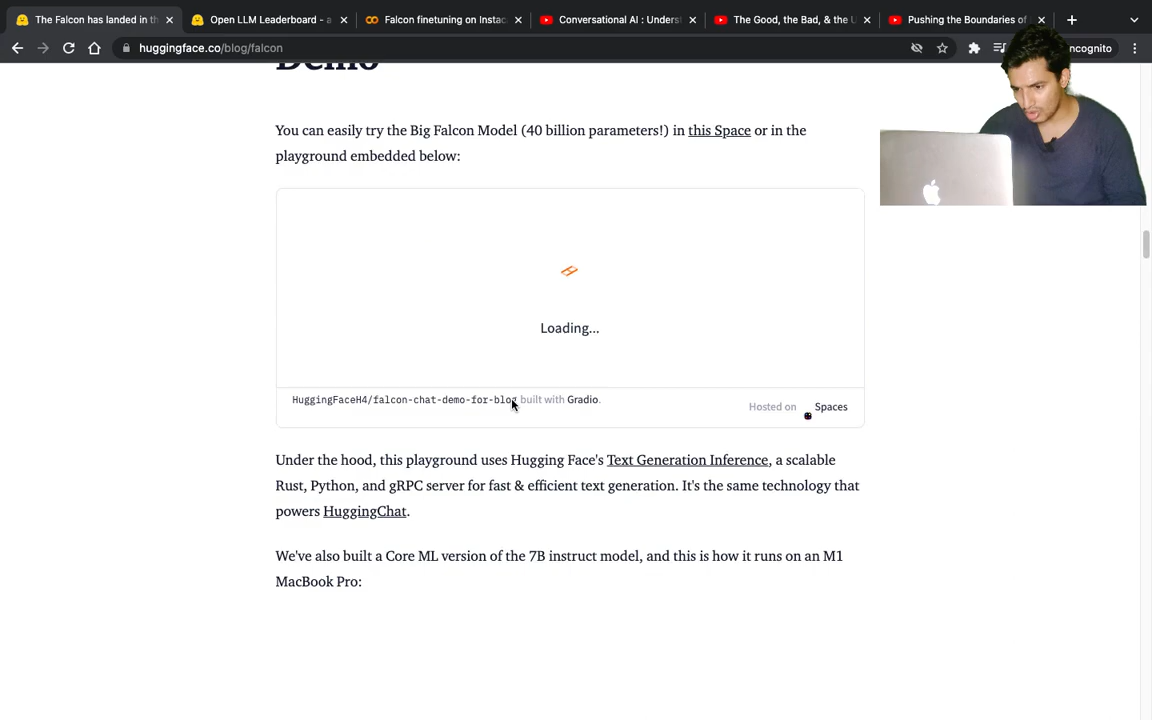 The Falcon has landed in th
Open LLM Leaderboard - a
Falcon finetuning on Instac
Conversational AI : Underst
The Good, the Bad, & the U
Pushing the Boundaries of
huggingface.co/blog/falcon
Incognito
Demo
You can easily try the Big Falcon Model (40 billion parameters!) in this Space or in the
playground embedded below:
Loading...
HuggingFaceH4/falcon-chat-demo-for-blog built with Gradio.
Hosted on Spaces
Under the hood, this playground uses Hugging Face's Text Generation Inference, a scalable
Rust, Python, and gRPC server for fast & efficient text generation. It's the same technology that
powers HuggingChat.
We've also built a Core ML version of the 7B instruct model, and this is how it runs on an M1
MacBook Pro: